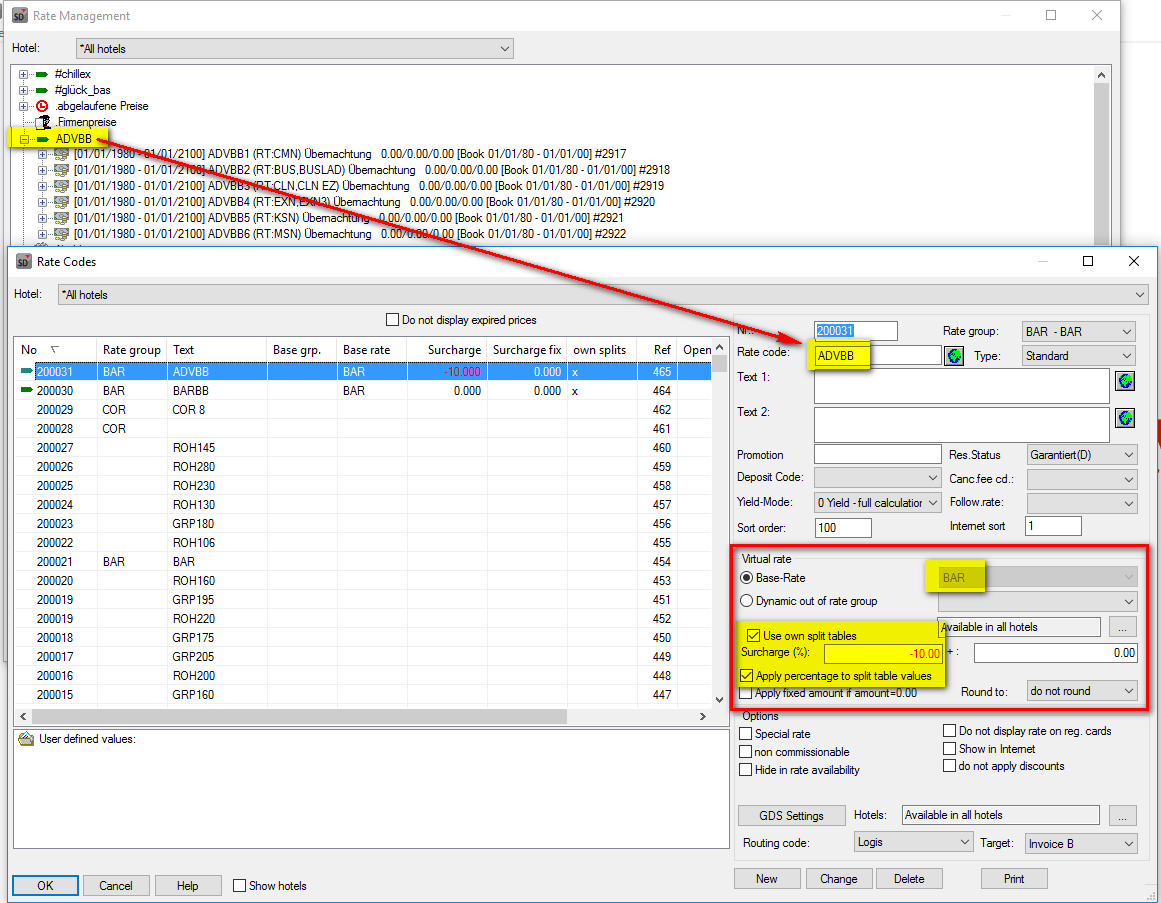 SD Rate Management
Hotel: *All hotels
#chillex
#glück_bas
.abgelaufene Preise
.Firmenpreise
ADVBB
[01/01/1980 - 01/01/2100] ADVBB1 (RT:CMN) Übernachtung 0.00/0.00/0.00 [Book 01/01/80 - 01/01/00] #2917
[01/01/1980 - 01/01/2100] ADVBB2 (RT:BUS,BUSLAD) Übernachtung 0.00/0.00/0.00 [Book 01/01/80 - 01/01/00] #2918
[01/01/1980 - 01/01/2100] ADVBB3 (RT:CLN,CLN EZ) Übernachtung 0.00/0.00/0.00 [Book 01/01/80 - 01/01/00] #2919
[01/01/1980 - 01/01/2100] ADVBB4 (RT:EXN,EXN3) Übernachtung 0.00/0.00/0.00 [Book 01/01/80 - 01/01/00] #2920
[01/01/1980 - 01/01/2100] ADVBB5 (RT:KSN) Übernachtung 0.00/0.00/0.00 [Book 01/01/80 - 01/01/00] #2921
[01/01/1980 - 01/01/2100] ADVBB6 (RT:MSN) Übernachtung 0.00/0.00/0.00 [Book 01/01/80 - 01/01/00] #2922
SD Rate Codes
Hotel: *All hotels
Do not display expired prices
No Rate group Text Base grp. Base rate Surcharge Surcharge fix own splits Ref Open
200031 BAR ADVBB BAR -10.000 0.000 x 465
200030 BAR BARBB BAR 0.000 0.000 x 464
200029 COR COR 8 462
200028 COR 461
200027 ROH145 460
200026 ROH280 459
200025 ROH230 458
200024 ROH130 457
200023 GRP180 456
200022 ROH106 455
200021 BAR BAR 454
200020 ROH160 453
200019 GRP195 451
200019 ROH220 452
200018 GRP175 450
200017 GRP205 449
200016 ROH200 448
200015 GRP160 447
User defined values:
OK Cancel Help Show hotels
Nr.: 200031 Rate group: BAR - BAR
Rate code: ADVBB Type: Standard
Text 1:
Text 2:
Promotion Res.Status Garantiert(D)
Deposit Code: Canc.fee cd.:
Yield-Mode: 0 Yield - full calculation Follow.rate:
Sort order: 100 Internet sort 1
Virtual rate
Base-Rate BAR
Dynamic out of rate group
Use own split tables Available in all hotels ...
Surcharge (%): -10.00 + : 0.00
Apply percentage to split table values
Apply fixed amount if amount=0.00 Round to: do not round
Options
Special rate Do not display rate on reg. cards
non commissionable Show in Internet
Hide in rate availability do not apply discounts
GDS Settings Hotels: Available in all hotels ...
Routing code: Logis Target: Invoice B
New Change Delete Print